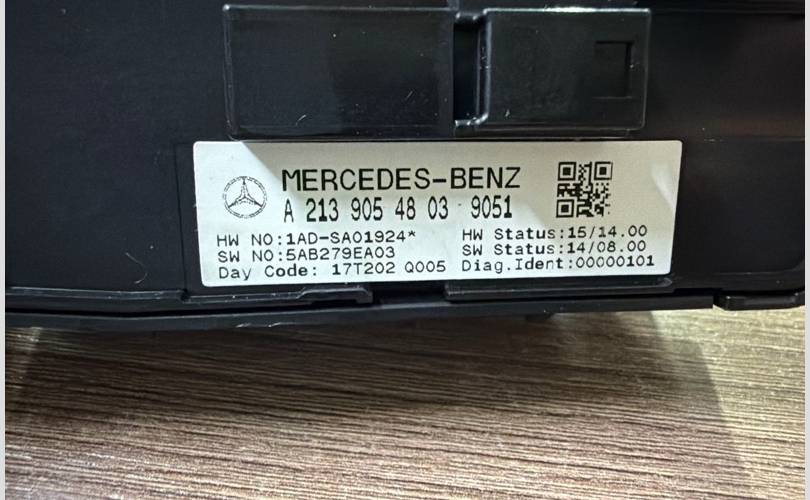 MERCEDES-BENZ
A 213 905 48 03 9051
HW NO:1AD-SA01924* HW Status:15/14.00
SW NO:5AB279EA03 SW Status:14/08.00
Day Code: 17T202 Q005 Diag.Ident:00000101